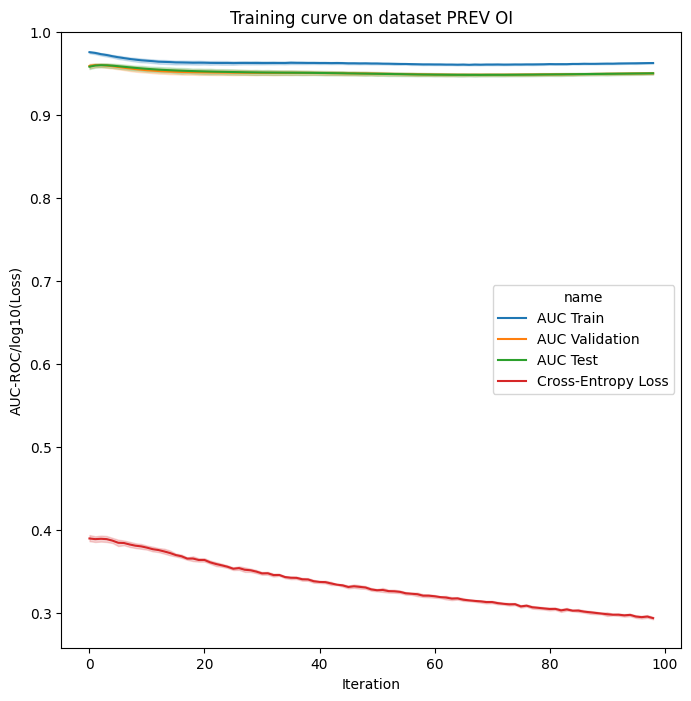 Training curve on dataset PREV OI
AUC-ROC/log10(Loss)
1.0
0.9
0.8
0.7
0.6
0.5
0.4
0.3
name
AUC Train
AUC Validation
AUC Test
Cross-Entropy Loss
0
20
40
60
80
100
Iteration